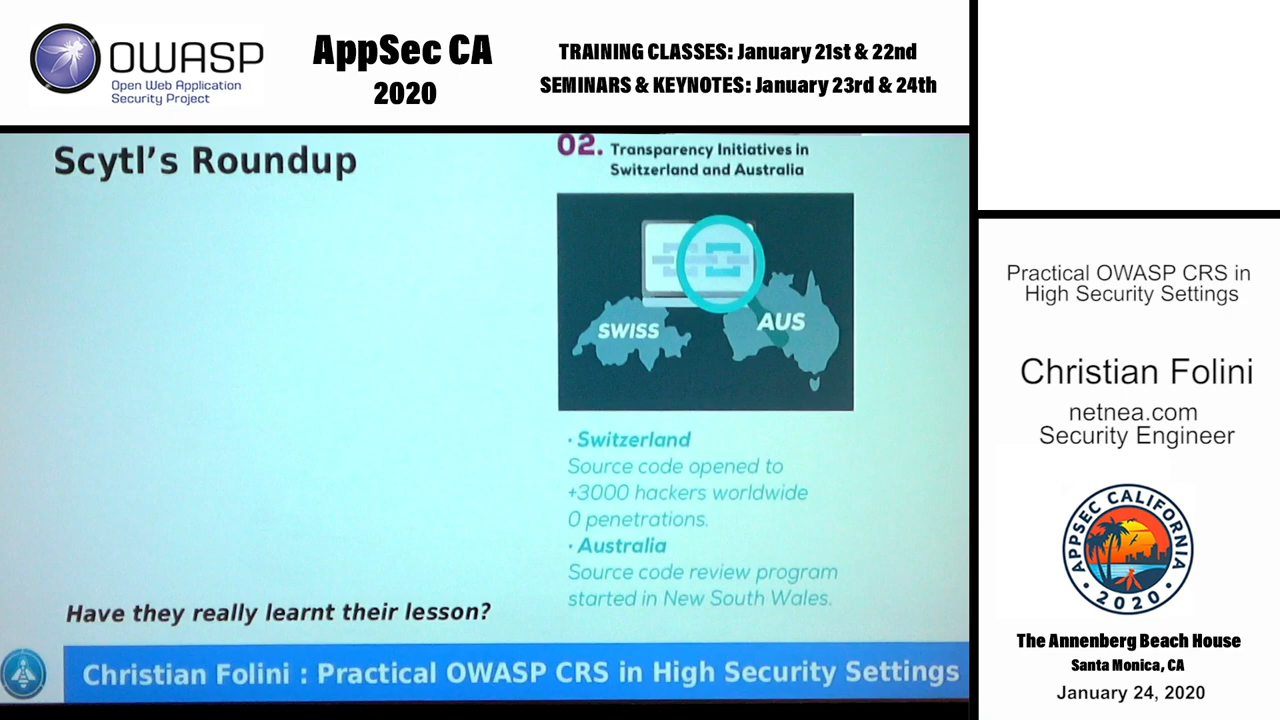 OWASP
Open Web Application
Security Project
AppSec CA
2020
TRAINING CLASSES: January 21st & 22nd
SEMINARS & KEYNOTES: January 23rd & 24th
Scytl's Roundup
02. Transparency Initiatives in
Switzerland and Australia
SWISS
AUS
· Switzerland
Source code opened to
+3000 hackers worldwide
0 penetrations.
· Australia
Source code review program
started in New South Wales.
Have they really learnt their lesson?
Christian Folini : Practical OWASP CRS in High Security Settings
Practical OWASP CRS in
High Security Settings
Christian Folini
netnea.com
Security Engineer
APPSEC CALIFORNIA
· 2020 ·
The Annenberg Beach House
Santa Monica, CA
January 24, 2020